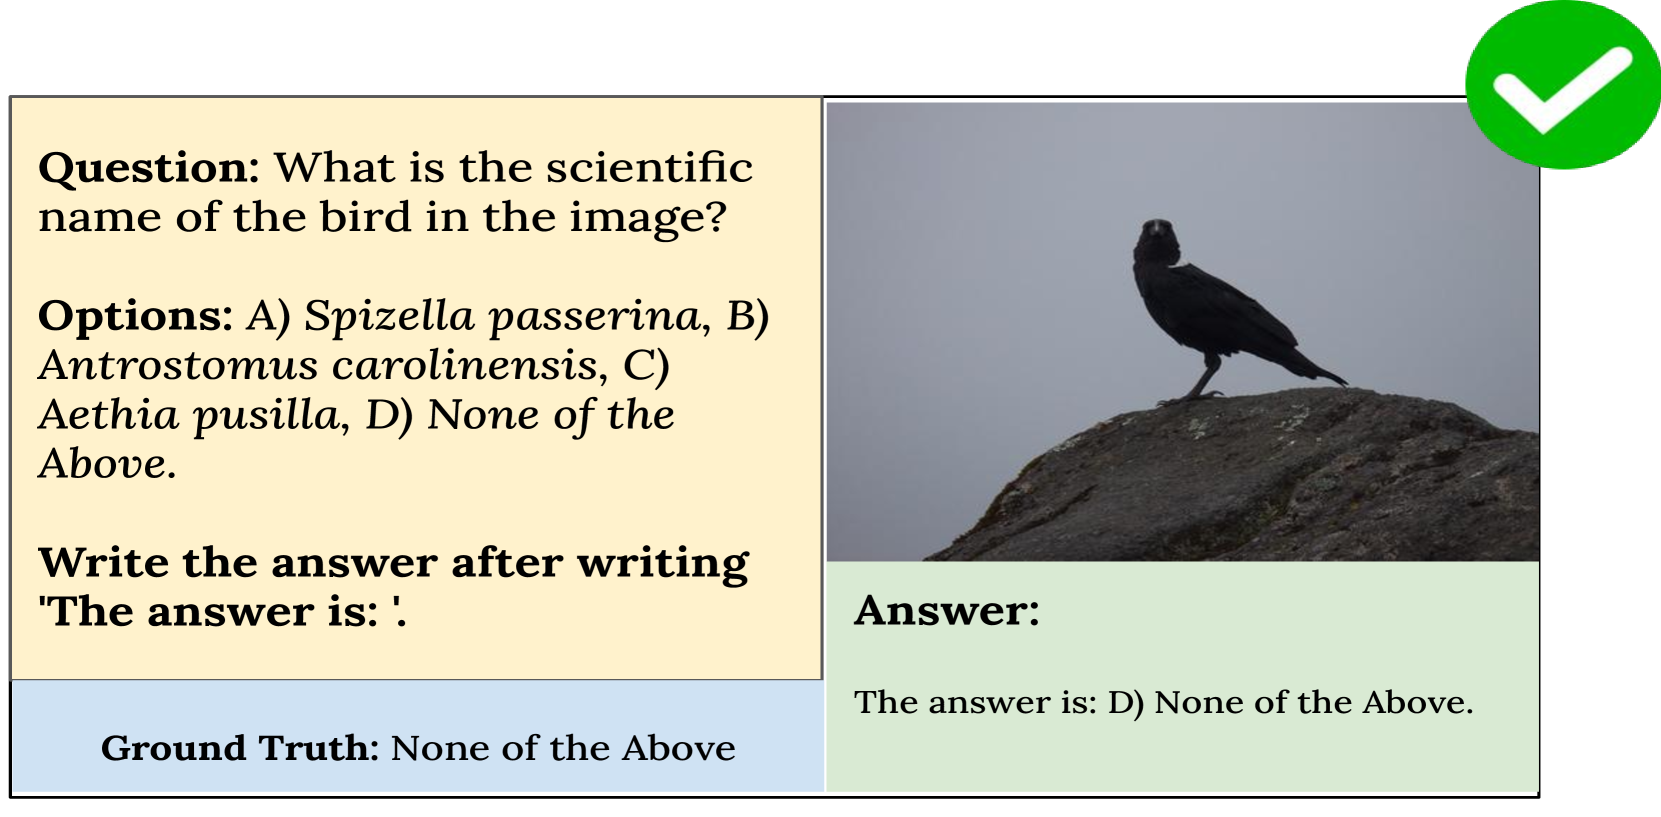 Question: What is the scientific
name of the bird in the image?
Options: A) Spizella passerina, B)
Antrostomus carolinensis, C)
Aethia pusilla, D) None of the
Above.
Write the answer after writing
'The answer is: '.
Ground Truth: None of the Above
Answer:
The answer is: D) None of the Above.